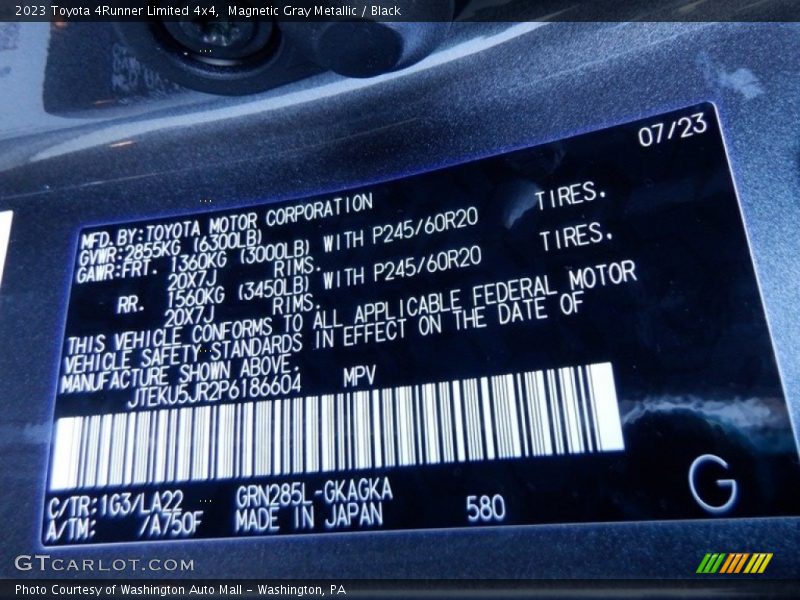 2023 Toyota 4Runner Limited 4x4,  Magnetic Gray Metallic / Black
07/23
MFD.BY:TOYOTA MOTOR CORPORATION
GVWR:2855KG (6300LB)
GAWR:FRT. 1360KG (3000LB) WITH P245/60R20 TIRES.
20X7J RIMS.
RR. 1560KG (3450LB) WITH P245/60R20 TIRES.
20X7J RIMS.
THIS VEHICLE CONFORMS TO ALL APPLICABLE FEDERAL MOTOR
VEHICLE SAFETY STANDARDS IN EFFECT ON THE DATE OF
MANUFACTURE SHOWN ABOVE.
JTEKU5JR2P6186604 MPV
C/TR:1G3/LA22 GRN285L-GKAGKA
A/TM: /A750F MADE IN JAPAN 580
G
GTCARLOT.COM
Photo Courtesy of Washington Auto Mall - Washington, PA